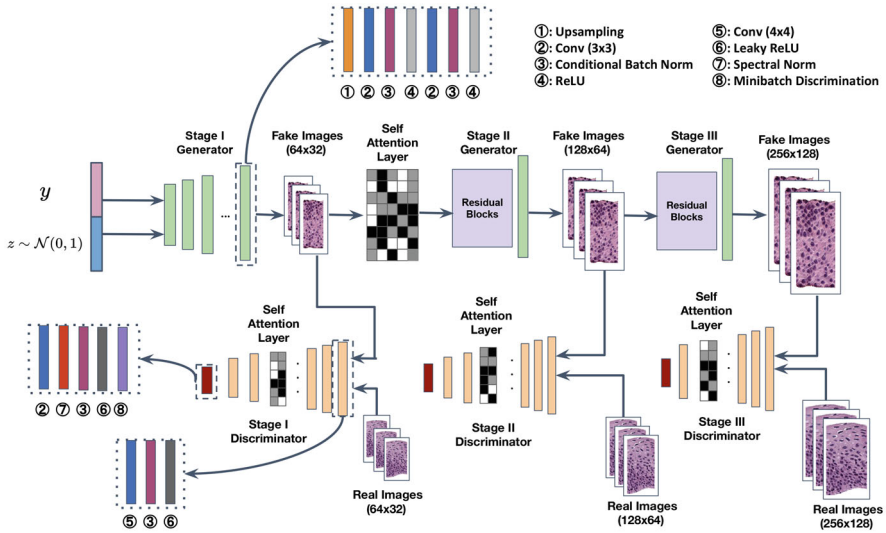 ①: Upsampling
②: Conv (3x3)
③: Conditional Batch Norm
④: ReLU
⑤: Conv (4x4)
⑥: Leaky ReLU
⑦: Spectral Norm
⑧: Minibatch Discrimination
① ② ③ ④ ② ③ ④
Stage I
Generator
Fake Images
(64x32)
Self
Attention
Layer
Stage II
Generator
Fake Images
(128x64)
Stage III
Generator
Fake Images
(256x128)
y
z ∼ N(0, 1)
...
Residual
Blocks
Residual
Blocks
Self
Attention
Layer
Self
Attention
Layer
Self
Attention
Layer
② ⑦ ③ ⑥ ⑧
Stage I
Discriminator
Stage II
Discriminator
Stage III
Discriminator
⑤ ③ ⑥
Real Images
(64x32)
Real Images
(128x64)
Real Images
(256x128)